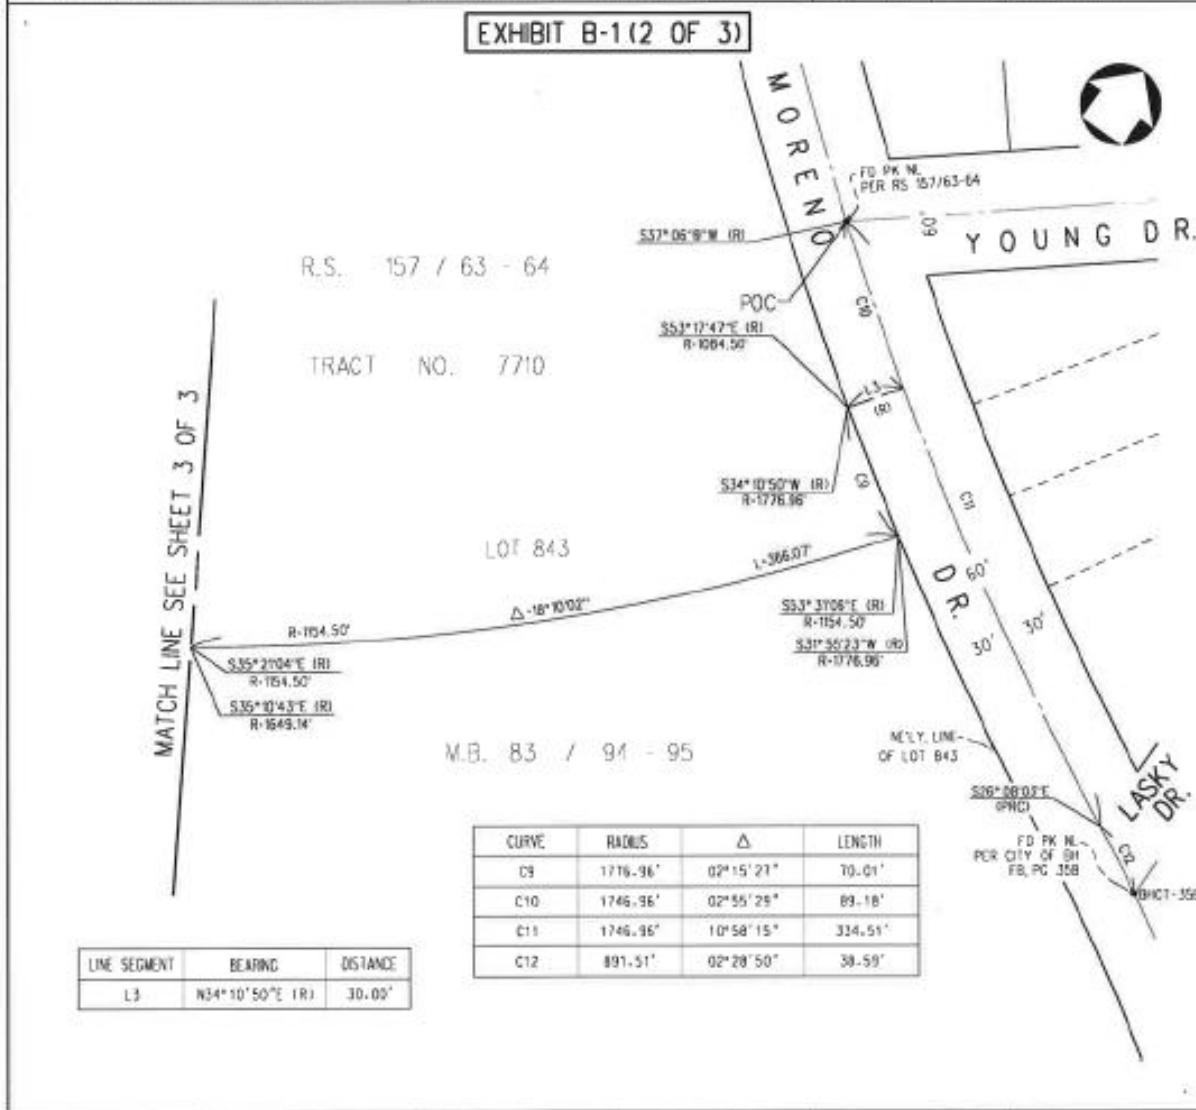 EXHIBIT B-1(2 OF 3)
MORENO
FD PK NL
PER RS 157/63-64
S37°06'19"W (R)
60'
YOUNG DR.
R.S. 157 / 63 - 64
POC
C10
S53°17'47"E (R)
R=1084.50'
TRACT NO. 7710
L3
(R)
MATCH LINE SEE SHEET 3 OF 3
S34°10'50"W (R)
R=1776.96'
C9
C11
LOT 843
L=366.07'
DR.
60'
Δ=18°10'02"
S53°31'06"E (R)
R=1154.50'
30'
30'
R=1154.50'
S31°55'23"W (R)
R=1776.96'
S35°21'04"E (R)
R=1154.50'
S35°10'43"E (R)
R=1649.14'
M.B. 83 / 94 - 95
NE'LY. LINE
OF LOT 843
LASKY
DR.
S26°08'03"E
(PRC)
FD PK NL
PER CITY OF BH
FB, PG 358
C12
BHCT-358
CURVE RADIUS Δ LENGTH
C9 1776.96' 02°15'27" 70.01'
C10 1746.96' 02°55'29" 89.18'
C11 1746.96' 10°58'15" 334.51'
C12 891.51' 02°28'50" 38.59'
LINE SEGMENT BEARING DISTANCE
L3 N34°10'50"E (R) 30.00'